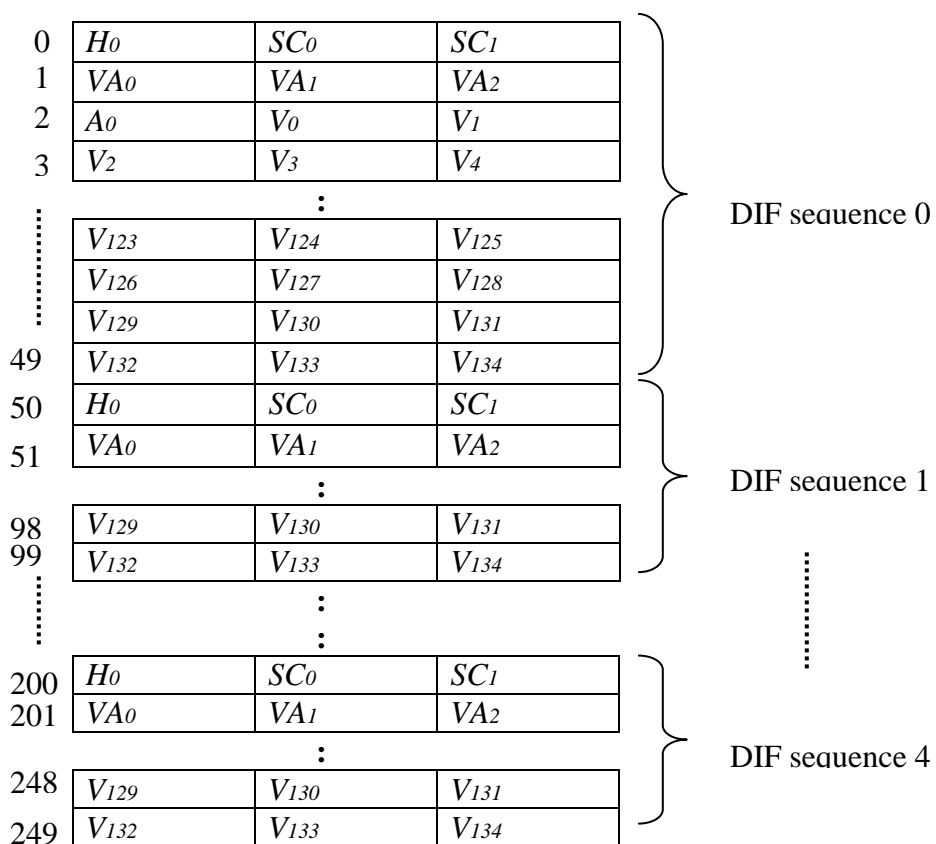 0 H0 SC0 SC1
1 VA0 VA1 VA2
2 A0 V0 V1
3 V2 V3 V4
:
DIF sequence 0
V123 V124 V125
V126 V127 V128
V129 V130 V131
49 V132 V133 V134
50 H0 SC0 SC1
51 VA0 VA1 VA2
:
DIF sequence 1
98 V129 V130 V131
99 V132 V133 V134
:
:
200 H0 SC0 SC1
201 VA0 VA1 VA2
:
DIF sequence 4
248 V129 V130 V131
249 V132 V133 V134